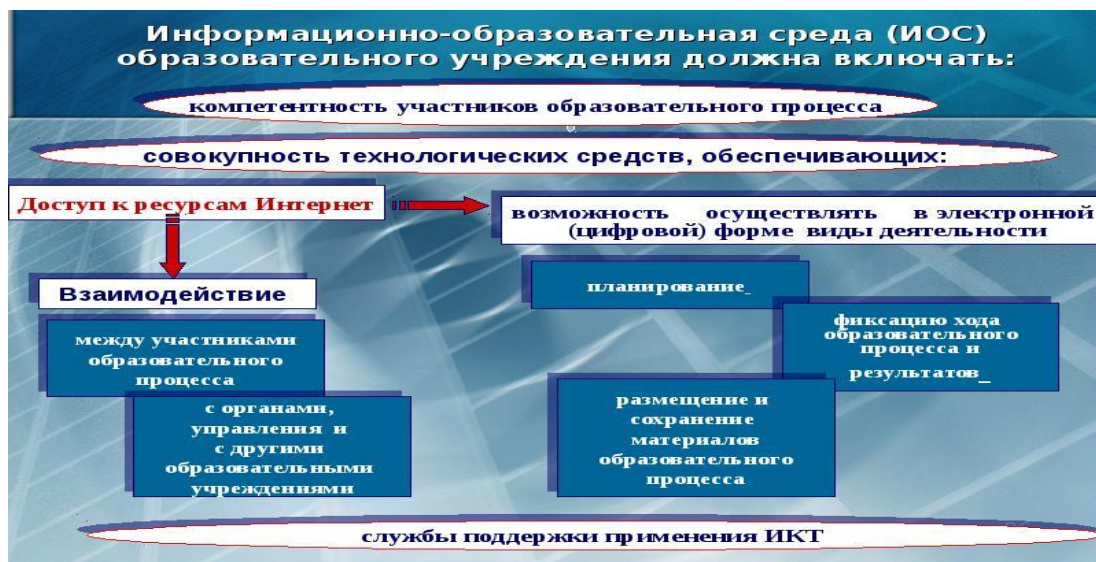 Информационно-образовательная среда (ИОС)
образовательного учреждения должна включать:
компетентность участников образовательного процесса
совокупность технологических средств, обеспечивающих:
Доступ к ресурсам Интернет
возможность осуществлять в электронной
(цифровой) форме виды деятельности
Взаимодействие
между участниками
образовательного
процесса
с органами,
управления и
с другими
образовательными
учреждениями
планирование_
фиксацию хода
образовательного
процесса и
результатов_
размещение и
сохранение
материалов
образовательного
процесса
службы поддержки применения ИКТ